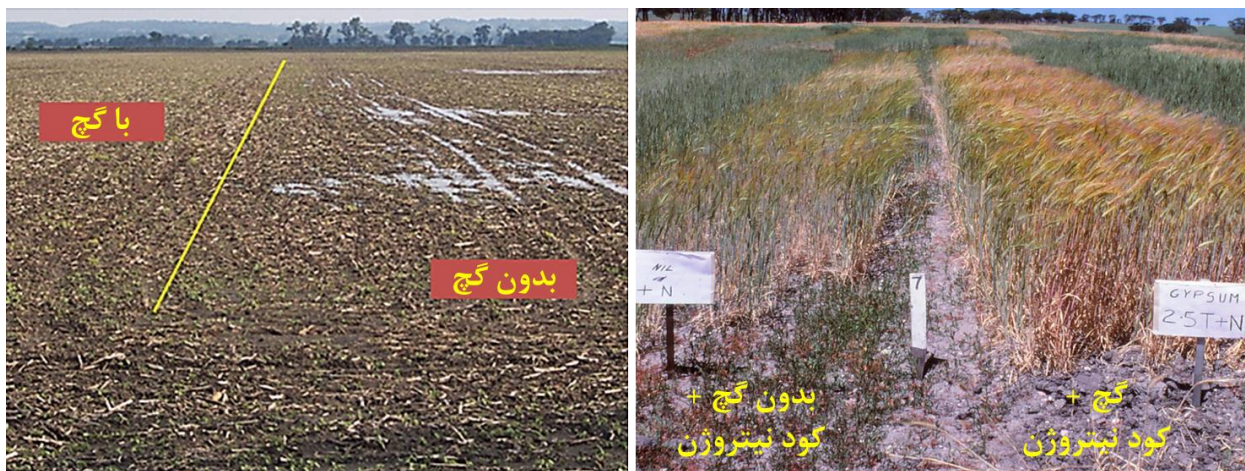 با گچ
بدون گچ
NIL
+ N
7
GYPSUM
2.5T+N
بدون گچ +
کود نیتروژن
گچ +
کود نیتروژن